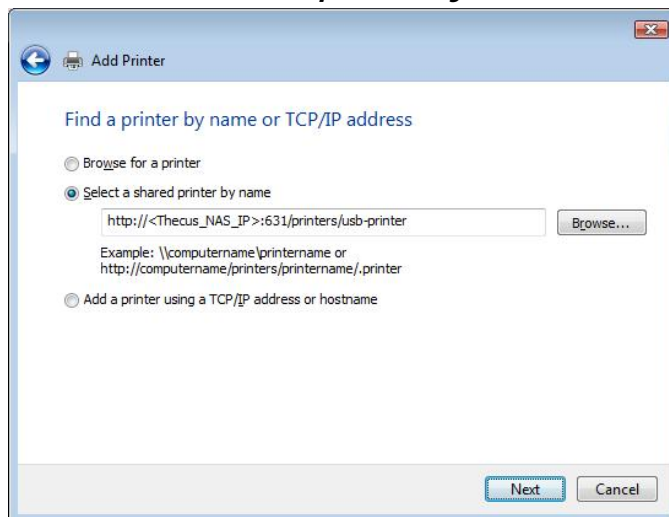 Add Printer
Find a printer by name or TCP/IP address
Browse for a printer
Select a shared printer by name
http://<Thecus_NAS_IP>:631/printers/usb-printer
Browse...
Example: \\computername\printername or
http://computername/printers/printername/.printer
Add a printer using a TCP/IP address or hostname
Next Cancel